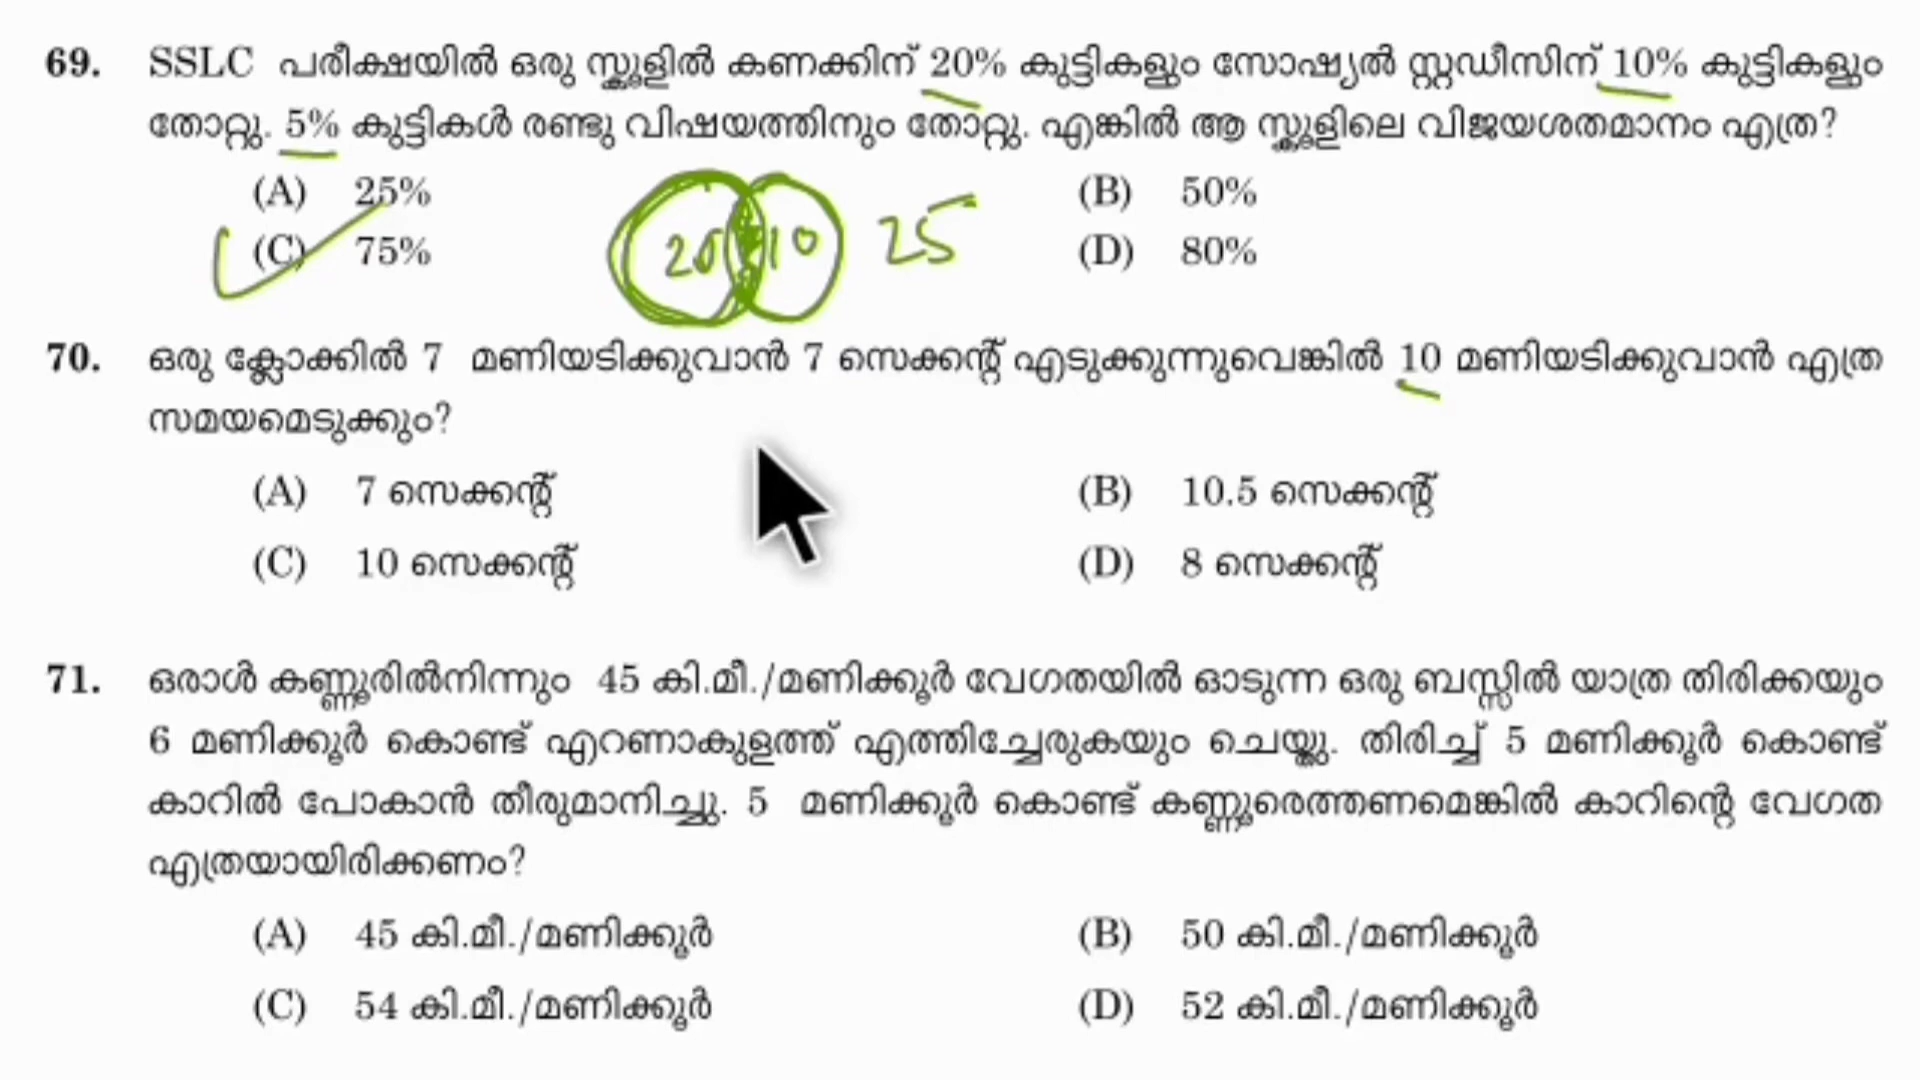 69. SSLC പരീക്ഷയിൽ ഒരു സ്കൂളിൽ കണക്കിന് 20% കുട്ടികളും സോഷ്യൽ സ്റ്റഡീസിന് 10% കുട്ടികളും
തോറ്റു. 5% കുട്ടികൾ രണ്ടു വിഷയത്തിനും തോറ്റു. എങ്കിൽ ആ സ്കൂളിലെ വിജയശതമാനം എത്ര?
(A) 25% (B) 50%
20 10 25
(C) 75% (D) 80%
70. ഒരു ക്ലോക്കിൽ 7 മണിയടിക്കുവാൻ 7 സെക്കന്റ് എടുക്കുന്നുവെങ്കിൽ 10 മണിയടിക്കുവാൻ എത്ര
സമയമെടുക്കും?
(A) 7 സെക്കന്റ് (B) 10.5 സെക്കന്റ്
(C) 10 സെക്കന്റ് (D) 8 സെക്കന്റ്
71. ഒരാൾ കണ്ണൂരിൽനിന്നും 45 കി.മീ./മണിക്കൂർ വേഗതയിൽ ഓടുന്ന ഒരു ബസ്സിൽ യാത്ര തിരിക്കയും
6 മണിക്കൂർ കൊണ്ട് എറണാകുളത്ത് എത്തിച്ചേരുകയും ചെയ്തു. തിരിച്ച് 5 മണിക്കൂർ കൊണ്ട്
കാറിൽ പോകാൻ തീരുമാനിച്ചു. 5 മണിക്കൂർ കൊണ്ട് കണ്ണൂരെത്തണമെങ്കിൽ കാറിന്റെ വേഗത
എത്രയായിരിക്കണം?
(A) 45 കി.മീ./മണിക്കൂർ (B) 50 കി.മീ./മണിക്കൂർ
(C) 54 കി.മീ./മണിക്കൂർ (D) 52 കി.മീ./മണിക്കൂർ